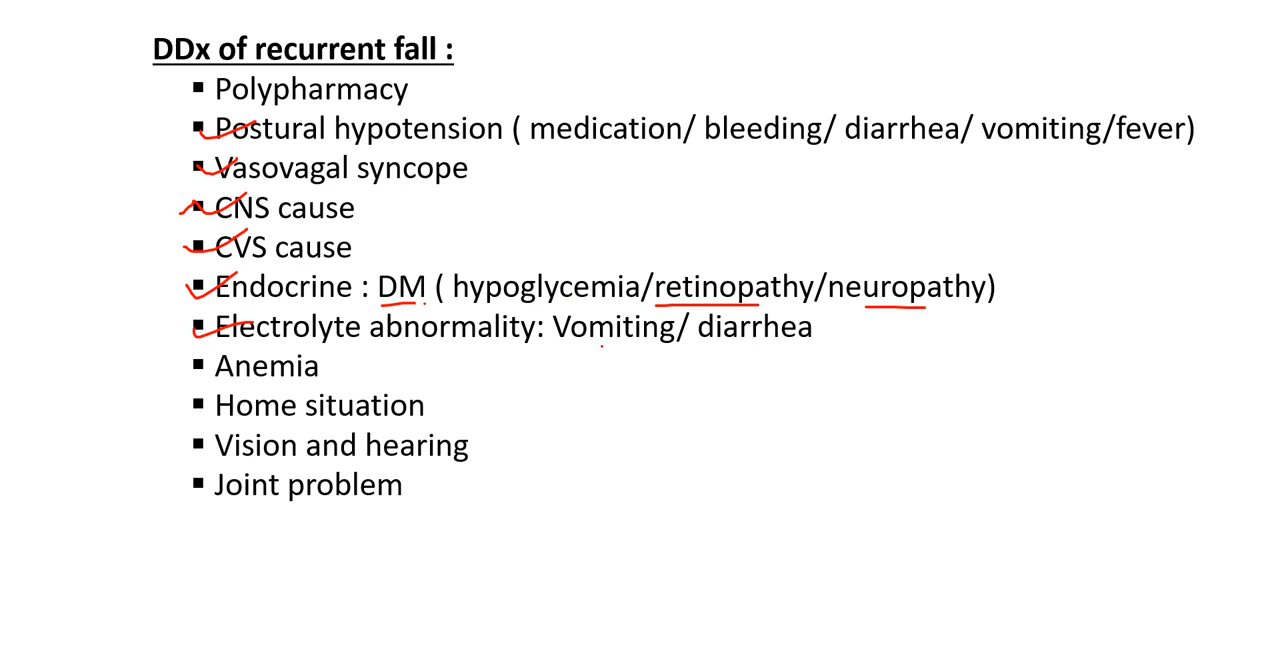 DDx of recurrent fall :
▪ Polypharmacy
▪ Postural hypotension ( medication/ bleeding/ diarrhea/ vomiting/fever)
▪ Vasovagal syncope
▪ CNS cause
▪ CVS cause
▪ Endocrine : DM ( hypoglycemia/retinopathy/neuropathy)
▪ Electrolyte abnormality: Vomiting/ diarrhea
▪ Anemia
▪ Home situation
▪ Vision and hearing
▪ Joint problem